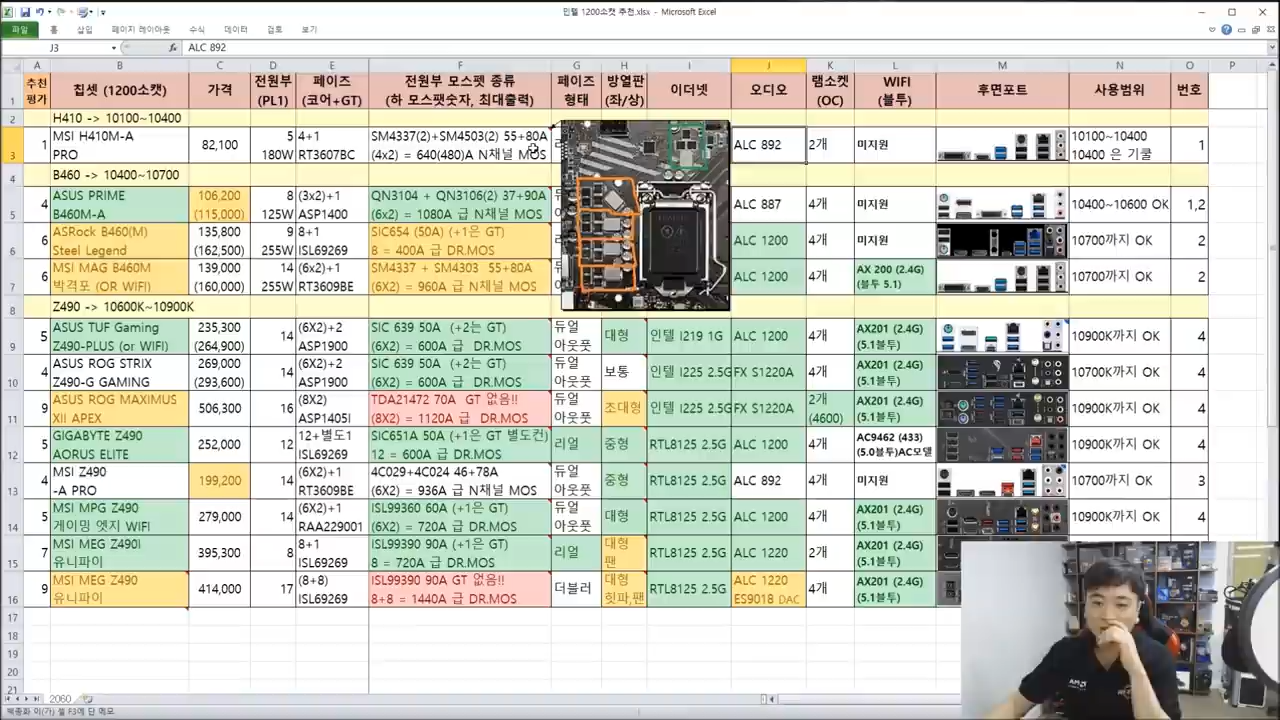 인텔 1200소켓 추천.xlsx - Microsoft Excel
파일 홈 삽입 페이지 레이아웃 수식 데이터 검토 보기
J3 fx ALC 892
A B C D E F G H I J K L M N O P
1 추천 평가 칩셋 (1200소캣) 가격 전원부 (PL1) 페이즈 (코어+GT) 전원부 모스펫 종류 (하 모스펫숫자, 최대출력) 페이즈 형태 방열판 (좌/상) 이더넷 오디오 램소켓 (OC) WIFI (블투) 후면포트 사용범위 번호
2 H410 -> 10100~10400
3 1 MSI H410M-A PRO 82,100 5 180W 4+1 RT3607BC SM4337(2)+SM4503(2) 55+80A (4x2) = 640(480)A N채널 MOS ALC 892 2개 미지원 10100~10400 10400 은 기쿨 1
4 B460 -> 10400~10700
5 4 ASUS PRIME B460M-A 106,200 (115,000) 8 125W (3x2)+1 ASP1400 QN3104 + QN3106(2) 37+90A (6x2) = 1080A 급 N채널 MOS ALC 887 4개 미지원 10400~10600 OK 1,2
6 6 ASRock B460(M) Steel Legend 135,800 (162,500) 9 255W 8+1 ISL69269 SIC654 (50A) (+1은 GT) 8 = 400A 급 DR.MOS ALC 1200 4개 미지원 10700까지 OK 2
7 6 MSI MAG B460M 박격포 (OR WIFI) 139,000 (160,000) 14 255W (6x2)+1 RT3609BE SM4337 + SM4303 55+80A (6X2) = 960A 급 N채널 MOS ALC 1200 4개 AX 200 (2.4G) (블투 5.1) 10700까지 OK 2
8 Z490 -> 10600K~10900K
9 5 ASUS TUF Gaming Z490-PLUS (or WIFI) 235,300 (264,900) 14 (6X2)+2 ASP1900 SIC 639 50A (+2는 GT) (6X2) = 600A 급 DR.MOS 듀얼 아웃풋 대형 인텔 I219 1G ALC 1200 4개 AX201 (2.4G) (5.1블투) 10900K까지 OK 4
10 4 ASUS ROG STRIX Z490-G GAMING 269,000 (293,600) 14 (6X2)+2 ASP1900 SIC 639 50A (+2는 GT) (6X2) = 600A 급 DR.MOS 듀얼 아웃풋 보통 인텔 I225 2.5G FX S1220A 4개 AX201 (2.4G) (5.1블투) 10700K까지 OK 4
11 9 ASUS ROG MAXIMUS XII APEX 506,300 16 (8X2) ASP1405I TDA21472 70A GT 없음!! (8X2) = 1120A 급 DR.MOS 듀얼 아웃풋 초대형 인텔 I225 2.5G FX S1220A 2개 (4600) AX201 (2.4G) (5.1블투) 10900K까지 OK 4
12 5 GIGABYTE Z490 AORUS ELITE 252,000 12 12+별도1 ISL69269 SIC651A 50A (+1은 GT 별도컨) 12 = 600A 급 DR.MOS 리얼 중형 RTL8125 2.5G ALC 1200 4개 AC9462 (433) (5.0블투)AC모델 10900K까지 OK 4
13 4 MSI Z490 -A PRO 199,200 14 (6X2)+1 RT3609BE 4C029+4C024 46+78A (6X2) = 936A 급 N채널 MOS 듀얼 아웃풋 중형 RTL8125 2.5G ALC 892 4개 미지원 10700K까지 OK 3
14 5 MSI MPG Z490 게이밍 엣지 WIFI 279,000 14 (6X2)+1 RAA229001 ISL99360 60A (+1은 GT) (6X2) = 720A 급 DR.MOS 듀얼 아웃풋 대형 RTL8125 2.5G ALC 1200 4개 AX201 (2.4G) (5.1블투) 10900K까지 OK 4
15 7 MSI MEG Z490I 유니파이 395,300 8 8+1 ISL69269 ISL99390 90A (+1은 GT) 8 = 720A 급 DR.MOS 리얼 대형 팬 RTL8125 2.5G ALC 1220 2개 AX201 (2.4G) (5.1블투)
16 9 MSI MEG Z490 유니파이 414,000 17 (8+8) ISL69269 ISL99390 90A GT 없음!! 8+8 = 1440A 급 DR.MOS 더블러 대형 힛파,팬 RTL8125 2.5G ALC 1220 ES9018 DAC 4개 AX201 (2.4G) (5.1블투)
17
18
19
20
21
2060